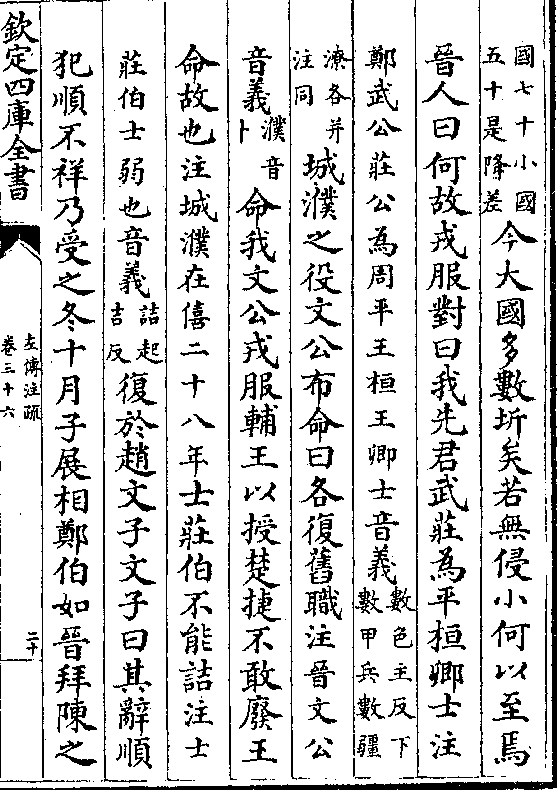 國七十小國
五十是降差
今大國多數圻矣若無侵小何以至焉
晉人曰何故戎服對曰我先君武莊為平桓卿士注
鄭武公莊公為周平王桓王卿士音義
數色主反下
數甲兵數疆
潦各并
注同
城濮之役文公布命曰各復舊職注晉文公
音義
濮音
卜
命我文公戎服輔王以授楚捷不敢廢王
命故也注城濮在僖二十八年士莊伯不能詰注士
莊伯士弱也音義
詰起
吉反
復於趙文子文子曰其辭順
犯順不祥乃受之冬十月子展相鄭伯如晉拜陳之
欽定四庫全書
左傳注疏
卷三十六
二十